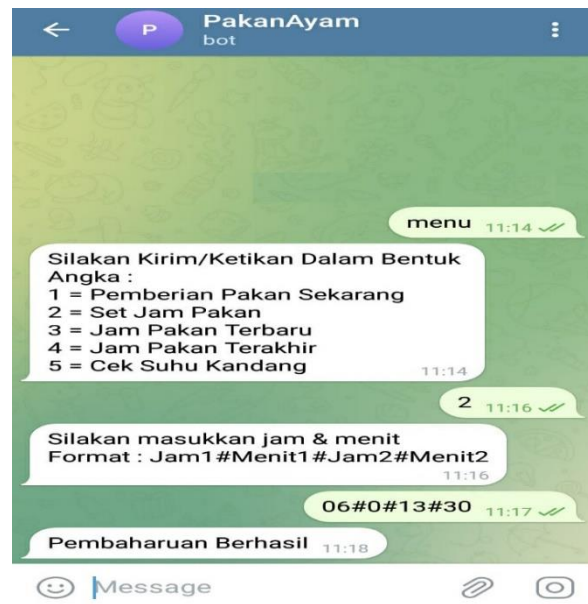 P
PakanAyam
bot
menu 11:14
Silakan Kirim/Ketikan Dalam Bentuk
Angka :
1 = Pemberian Pakan Sekarang
2 = Set Jam Pakan
3 = Jam Pakan Terbaru
4 = Jam Pakan Terakhir
5 = Cek Suhu Kandang
11:14
2 11:16
Silakan masukkan jam & menit
Format : Jam1#Menit1#Jam2#Menit2
11:16
06#0#13#30 11:17
Pembaharuan Berhasil 11:18
Message